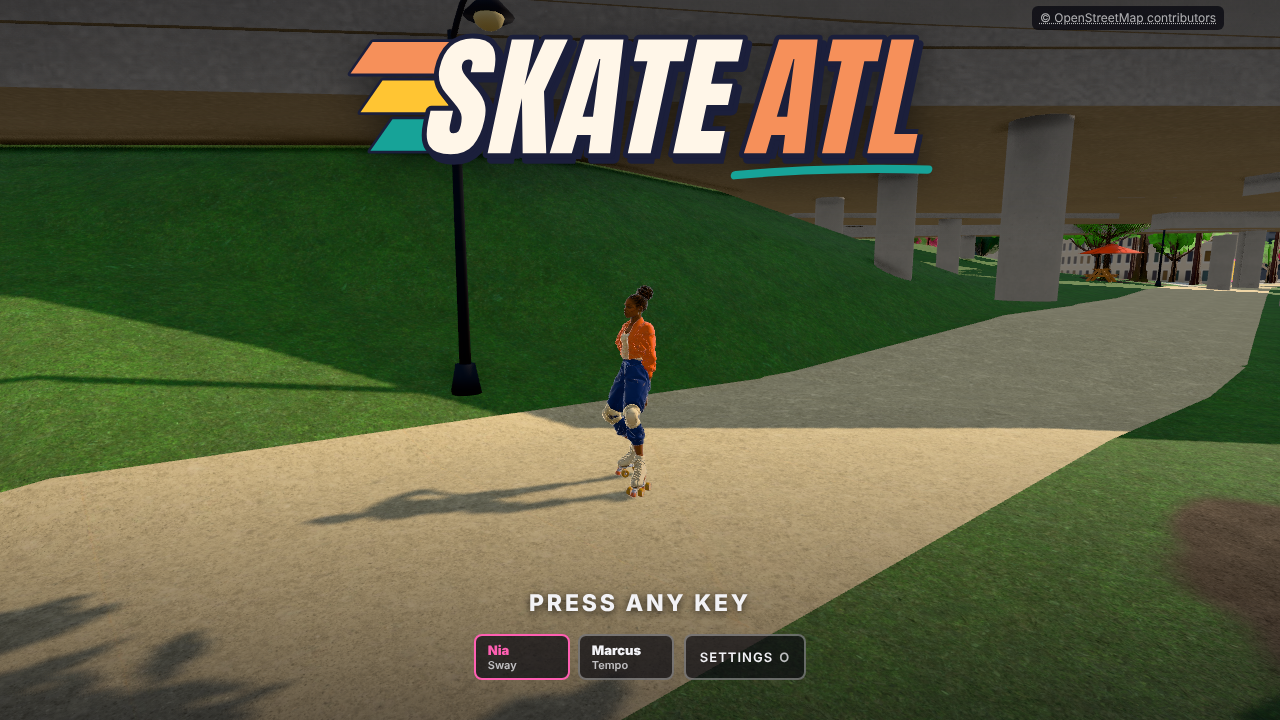 © OpenStreetMap contributors
SKATE ATL
PRESS ANY KEY
Nia
Sway
Marcus
Tempo
SETTINGS O